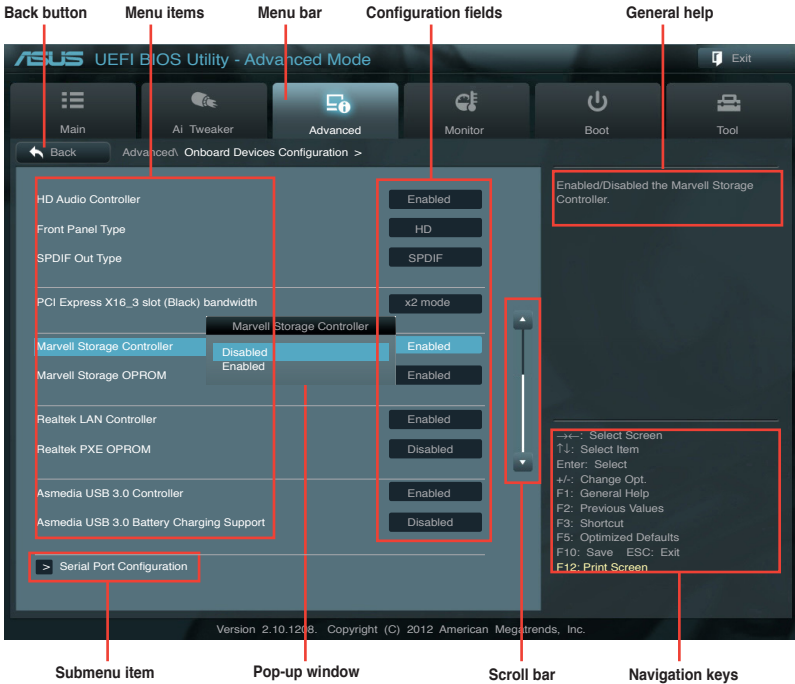 Back button
Menu items
Menu bar
Configuration fields
General help
ASUS UEFI BIOS Utility - Advanced Mode
Exit
Main
Ai Tweaker
Advanced
Monitor
Boot
Tool
Back
Advanced\ Onboard Devices Configuration >
Enabled/Disabled the Marvell Storage
Controller.
HD Audio Controller Enabled
Front Panel Type HD
SPDIF Out Type SPDIF
PCI Express X16_3 slot (Black) bandwidth x2 mode
Marvell Storage Controller
Marvell Storage Controller Enabled
Disabled
Enabled
Marvell Storage OPROM Enabled
Realtek LAN Controller Enabled
Realtek PXE OPROM Disabled
Asmedia USB 3.0 Controller Enabled
Asmedia USB 3.0 Battery Charging Support Disabled
> Serial Port Configuration
→←: Select Screen
↑↓: Select Item
Enter: Select
+/-: Change Opt.
F1: General Help
F2: Previous Values
F3: Shortcut
F5: Optimized Defaults
F10: Save ESC: Exit
F12: Print Screen
Version 2.10.1208. Copyright (C) 2012 American Megatrends, Inc.
Submenu item
Pop-up window
Scroll bar
Navigation keys